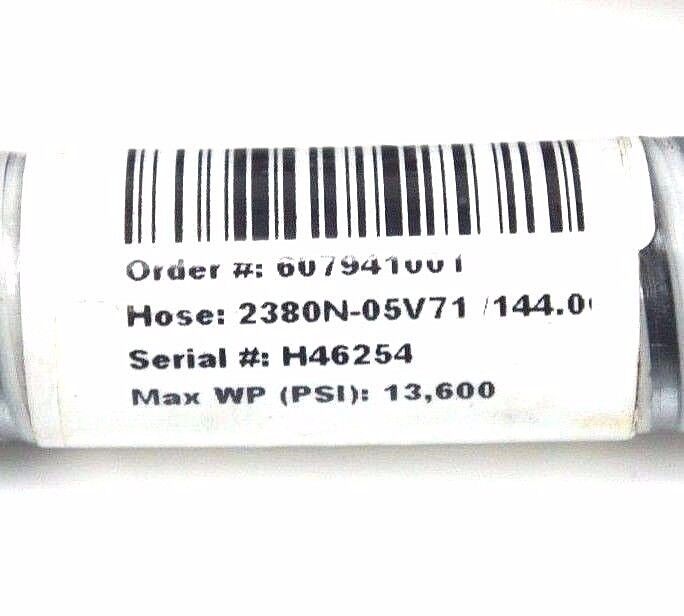 Order #: 607941001
Hose: 2380N-05V71 /144.0
Serial #: H46254
Max WP (PSI): 13,600